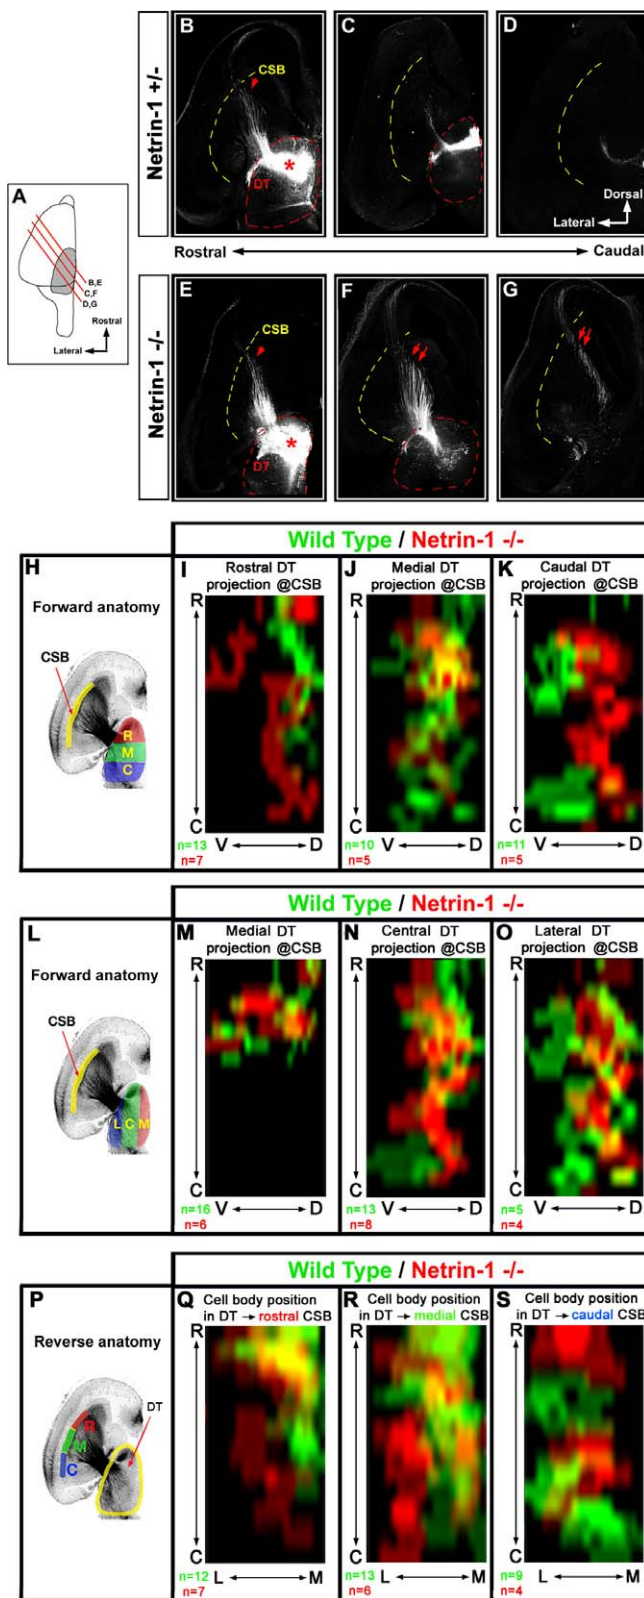 Netrin-1 +/-
B
CSB
*
DT
C
D
Dorsal
Lateral
Rostral
Caudal
A
B,E
C,F
D,G
Rostral
Lateral
Netrin-1 -/-
E
CSB
*
DT
F
G
Wild Type / Netrin-1 -/-
H
Forward anatomy
CSB
R
M
C
I
Rostral DT
projection @CSB
R
C
V
D
n=13
n=7
J
Medial DT
projection @CSB
V
D
n=10
n=5
K
Caudal DT
projection @CSB
R
C
V
D
n=11
n=5
Wild Type / Netrin-1 -/-
L
Forward anatomy
CSB
L C M
M
Medial DT
projection @CSB
R
C
V
D
n=16
n=6
N
Central DT
projection @CSB
R
C
V
D
n=13
n=8
O
Lateral DT
projection @CSB
R
C
V
D
n=5
n=4
Wild Type / Netrin-1 -/-
P
Reverse anatomy
DT
R
M
C
Q
Cell body position
in DT → rostral CSB
R
C
L
M
n=12
n=7
R
Cell body position
in DT → medial CSB
R
C
L
M
n=13
n=6
S
Cell body position
in DT → caudal CSB
R
C
L
M
n=9
n=4